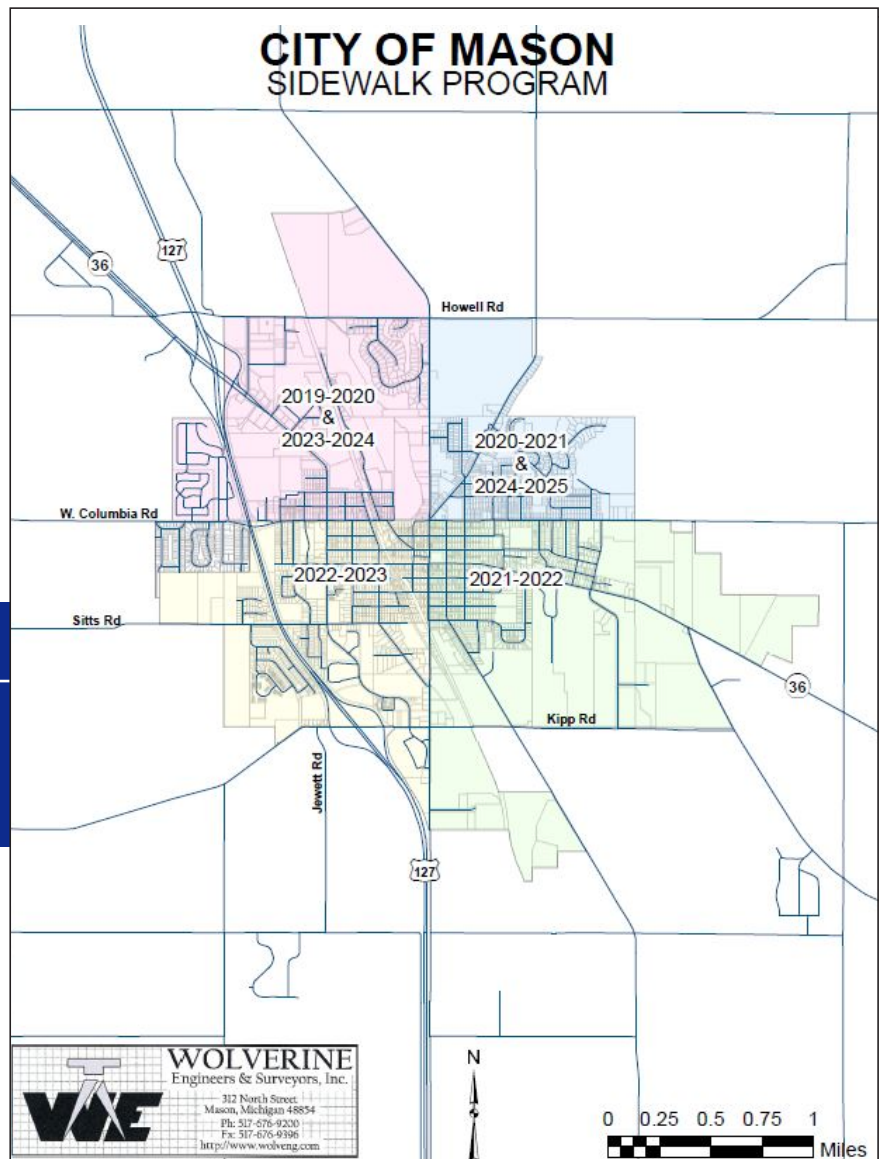 CITY OF MASON
SIDEWALK PROGRAM
127
36
Howell Rd
2019-2020
&
2023-2024
2020-2021
&
2024-2025
W. Columbia Rd
2022-2023
2021-2022
Sitts Rd
36
Kipp Rd
Jewett Rd
127
WOLVERINE
Engineers & Surveyors, Inc.
312 North Street
Mason, Michigan 48854
Ph: 517-676-9200
Fx: 517-676-9396
http://www.wolveng.com
WE
N
0 0.25 0.5 0.75 1
Miles